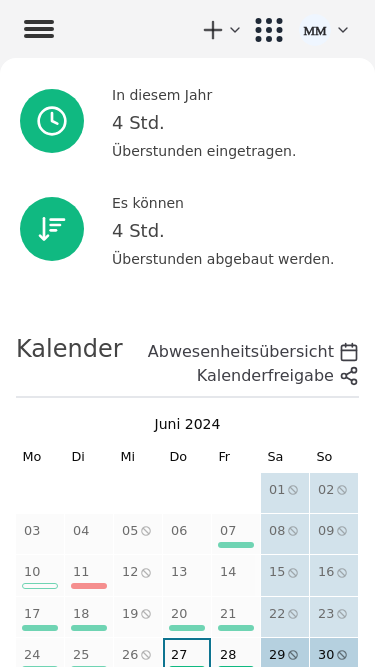 MM
In diesem Jahr
4 Std.
Überstunden eingetragen.
Es können
4 Std.
Überstunden abgebaut werden.
Kalender
Abwesenheitsübersicht
Kalenderfreigabe
Juni 2024
Mo Di Mi Do Fr Sa So
01 02
03 04 05 06 07 08 09
10 11 12 13 14 15 16
17 18 19 20 21 22 23
24 25 26 27 28 29 30